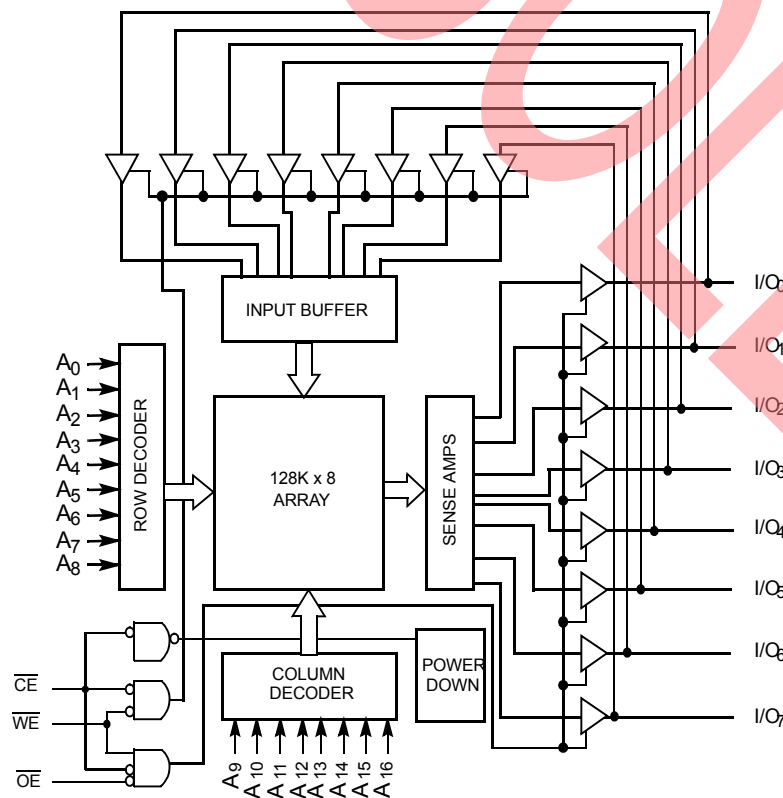 INPUT BUFFER
I/O0
I/O1
I/O2
I/O3
I/O4
I/O5
I/O6
I/O7
A0
A1
A2
A3
A4
A5
A6
A7
A8
ROW DECODER
128K x 8
ARRAY
SENSE AMPS
COLUMN
DECODER
POWER
DOWN
CE
WE
OE
A9
A10
A11
A12
A13
A14
A15
A16